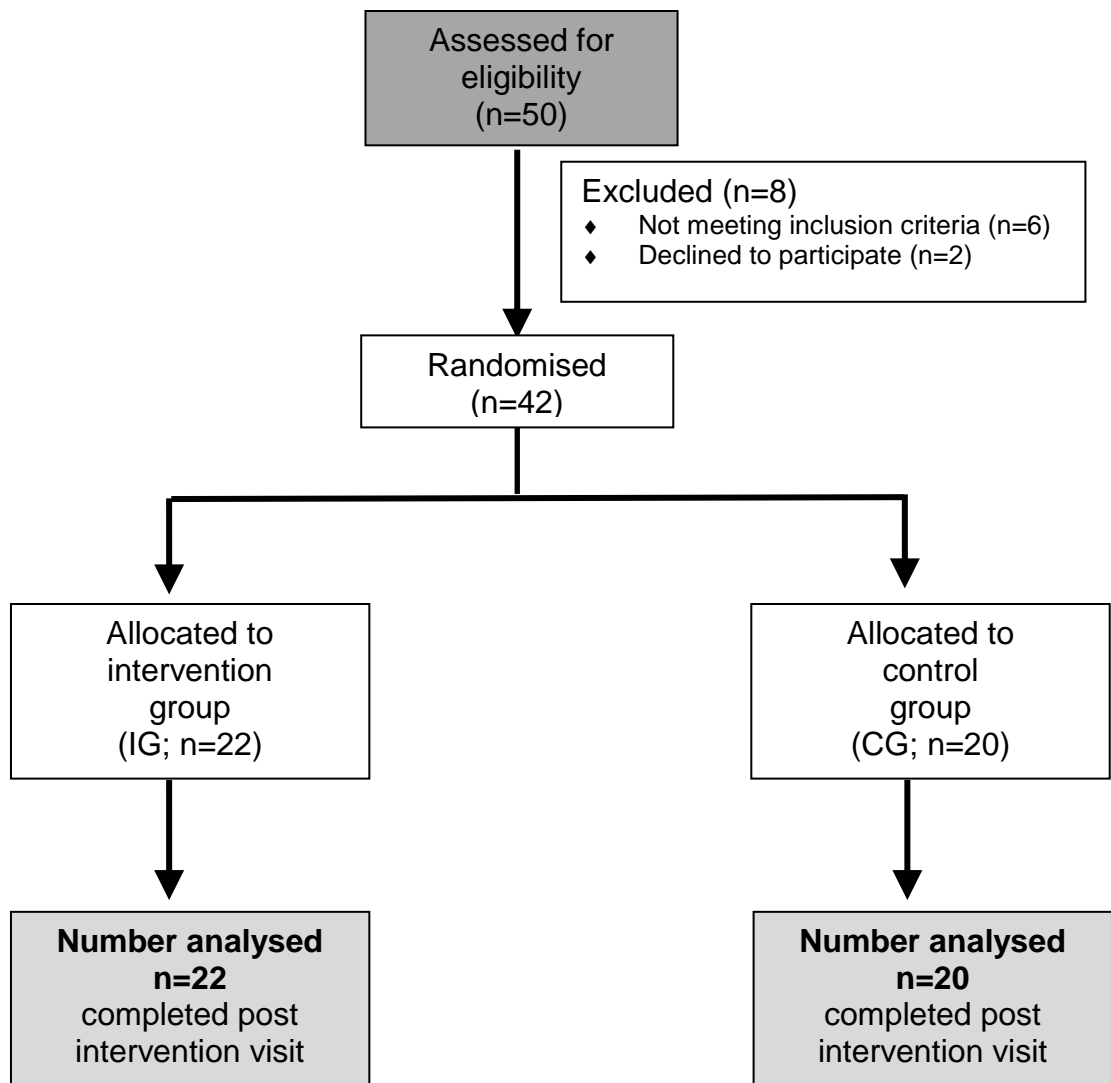 Assessed for
eligibility
(n=50)
Excluded (n=8)
♦ Not meeting inclusion criteria (n=6)
♦ Declined to participate (n=2)
Randomised
(n=42)
Allocated to
intervention
group
(IG; n=22)
Allocated to
control
group
(CG; n=20)
Number analysed
n=22
completed post
intervention visit
Number analysed
n=20
completed post
intervention visit